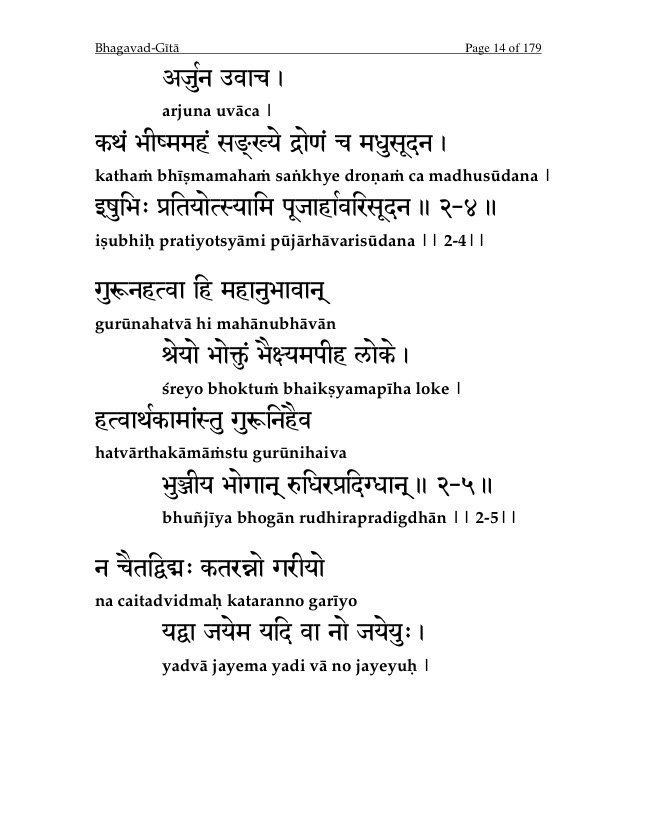 Bhagavad-Gītā Page 14 of 179
अर्जुन उवाच ।
arjuna uvāca |
कथं भीष्ममहं सङ्ख्ये द्रोणं च मधुसूदन ।
kathaṁ bhīṣmamahaṁ saṅkhye droṇaṁ ca madhusūdana |
इषुभिः प्रतियोत्स्यामि पूजार्हावरिसूदन ॥ २-४ ॥
iṣubhiḥ pratiyotsyāmi pūjārhāvarisūdana || 2-4||
गुरूनहत्वा हि महानुभावान्
gurūnahatvā hi mahānubhāvān
श्रेयो भोक्तुं भैक्ष्यमपीह लोके ।
śreyo bhoktuṁ bhaikṣyamapīha loke |
हत्वार्थकामांस्तु गुरूनिहैव
hatvārthakāmāṁstu gurūnihaiva
भुञ्जीय भोगान् रुधिरप्रदिग्धान् ॥ २-५ ॥
bhuñjīya bhogān rudhirapradigdhān || 2-5||
न चैतद्विद्मः कतरन्नो गरीयो
na caitadvidmaḥ kataranno garīyo
यद्वा जयेम यदि वा नो जयेयुः ।
yadvā jayema yadi vā no jayeyuḥ |